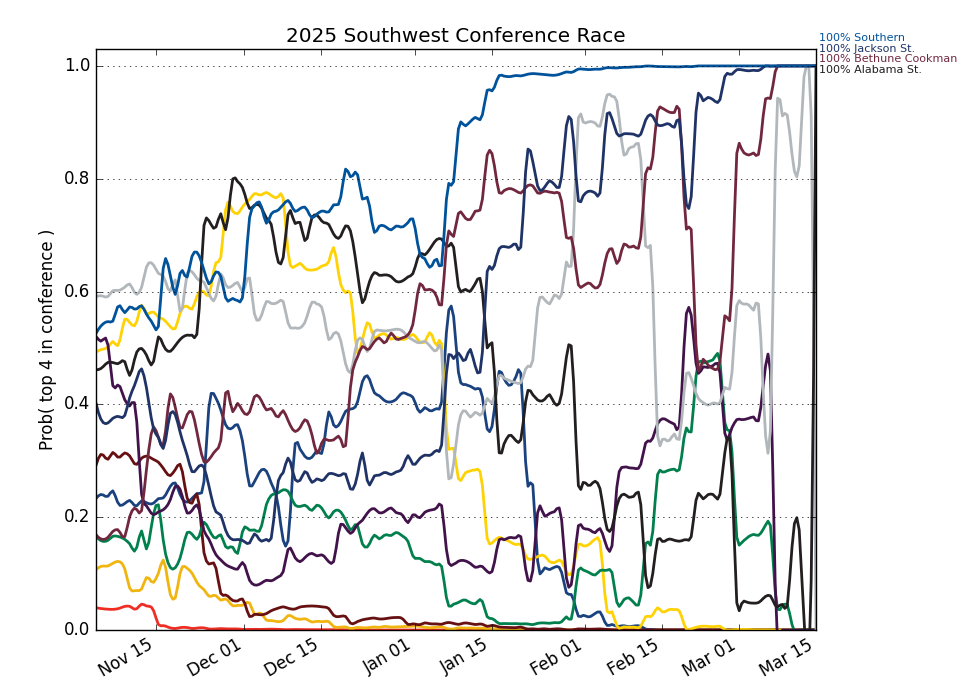 2025 Southwest Conference Race
100% Southern
100% Jackson St.
100% Bethune Cookman
100% Alabama St.
Prob( top 4 in conference )
1.0
0.8
0.6
0.4
0.2
0.0
Nov 15
Dec 01
Dec 15
Jan 01
Jan 15
Feb 01
Feb 15
Mar 01
Mar 15